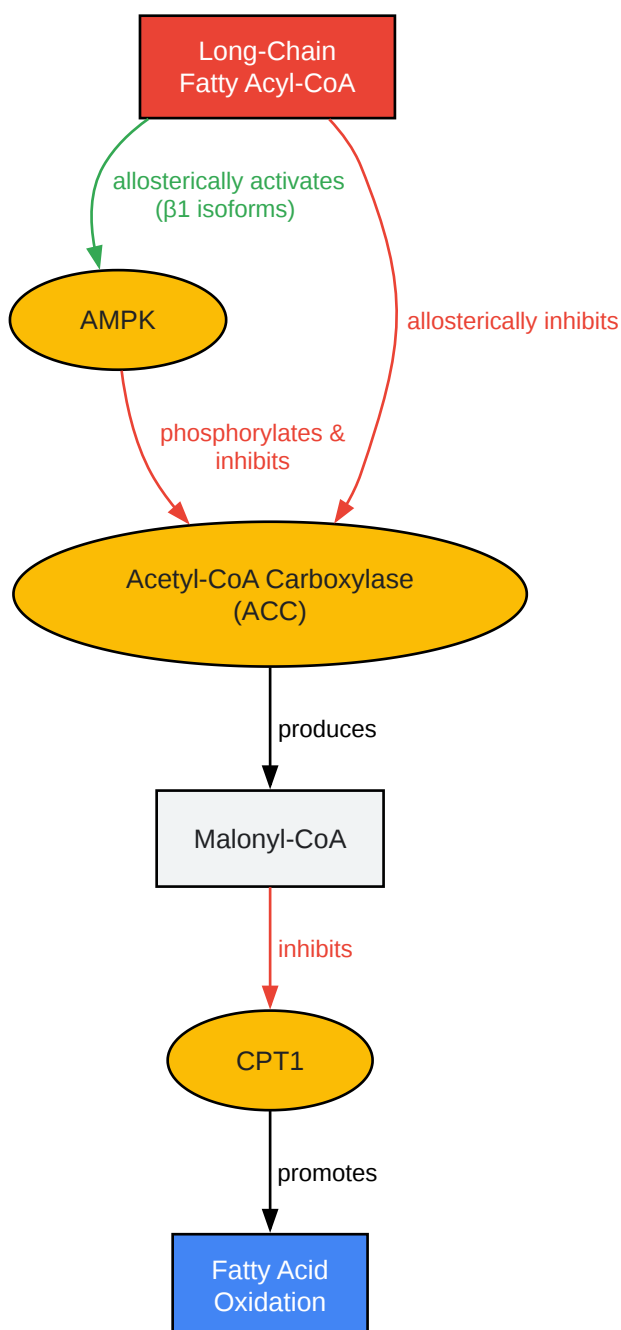 Long-Chain
Fatty Acyl-CoA
allosterically activates
(β1 isoforms)
AMPK
allosterically inhibits
phosphorylates &
inhibits
Acetyl-CoA Carboxylase
(ACC)
produces
Malonyl-CoA
inhibits
CPT1
promotes
Fatty Acid
Oxidation